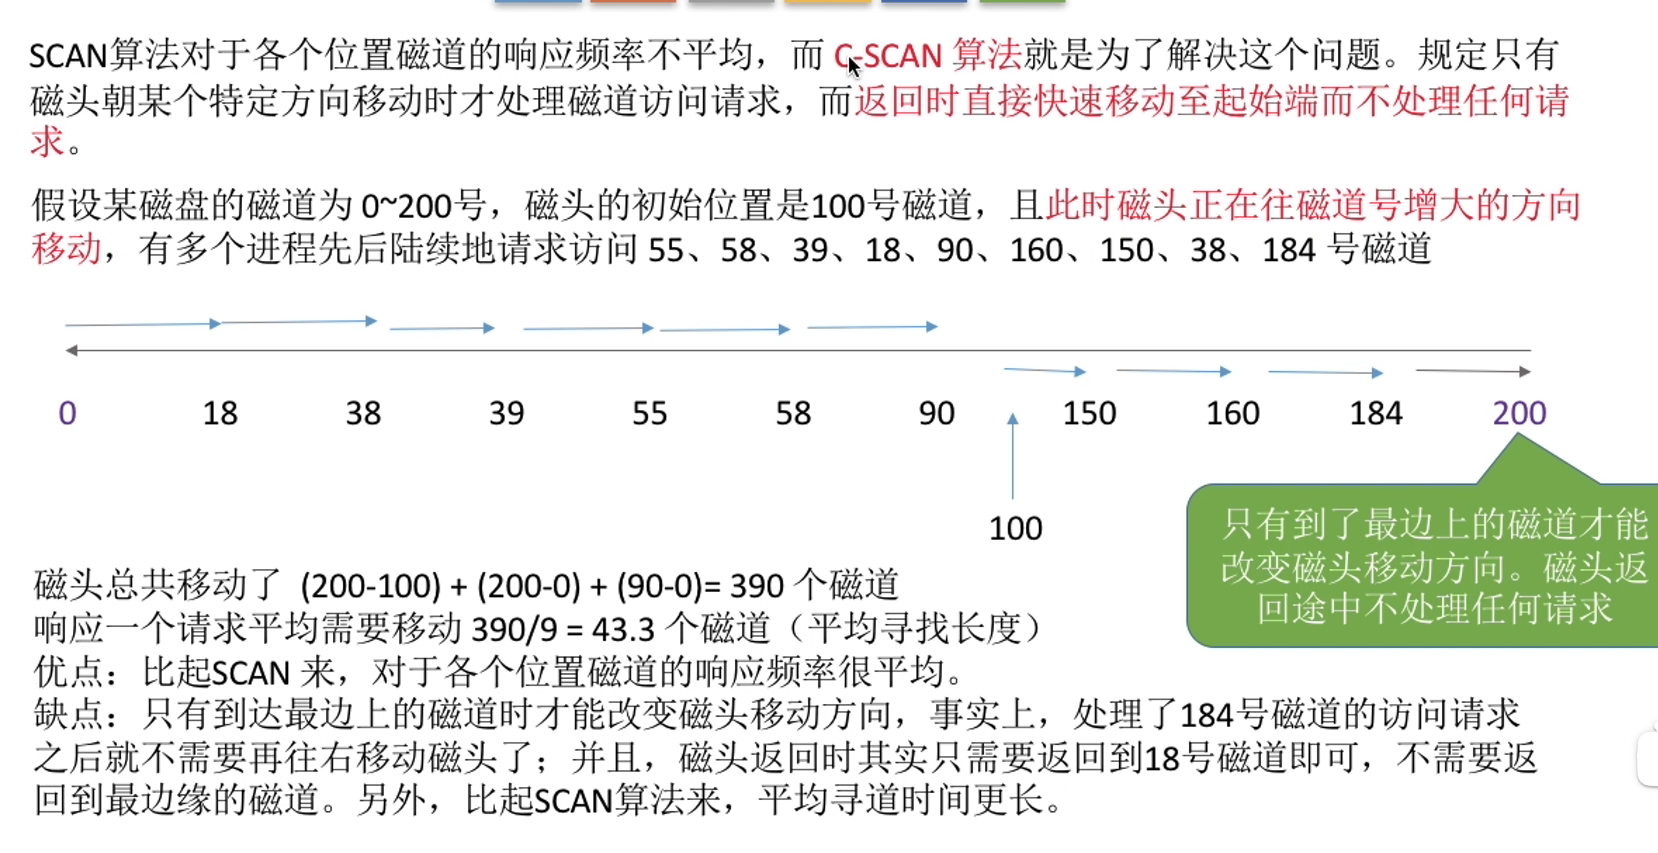 SCAN算法对于各个位置磁道的响应频率不平均，而 C-SCAN 算法就是为了解决这个问题。规定只有
磁头朝某个特定方向移动时才处理磁道访问请求，而返回时直接快速移动至起始端而不处理任何请
求。
假设某磁盘的磁道为 0~200号，磁头的初始位置是100号磁道，且此时磁头正在往磁道号增大的方向
移动，有多个进程先后陆续地请求访问 55、58、39、18、90、160、150、38、184 号磁道
0 18 38 39 55 58 90 150 160 184 200
100
只有到了最边上的磁道才能
改变磁头移动方向。磁头返
回途中不处理任何请求
磁头总共移动了 (200-100) + (200-0) + (90-0)= 390 个磁道
响应一个请求平均需要移动 390/9 = 43.3 个磁道（平均寻找长度）
优点：比起SCAN 来，对于各个位置磁道的响应频率很平均。
缺点：只有到达最边上的磁道时才能改变磁头移动方向，事实上，处理了184号磁道的访问请求
之后就不需要再往右移动磁头了；并且，磁头返回时其实只需要返回到18号磁道即可，不需要返
回到最边缘的磁道。另外，比起SCAN算法来，平均寻道时间更长。